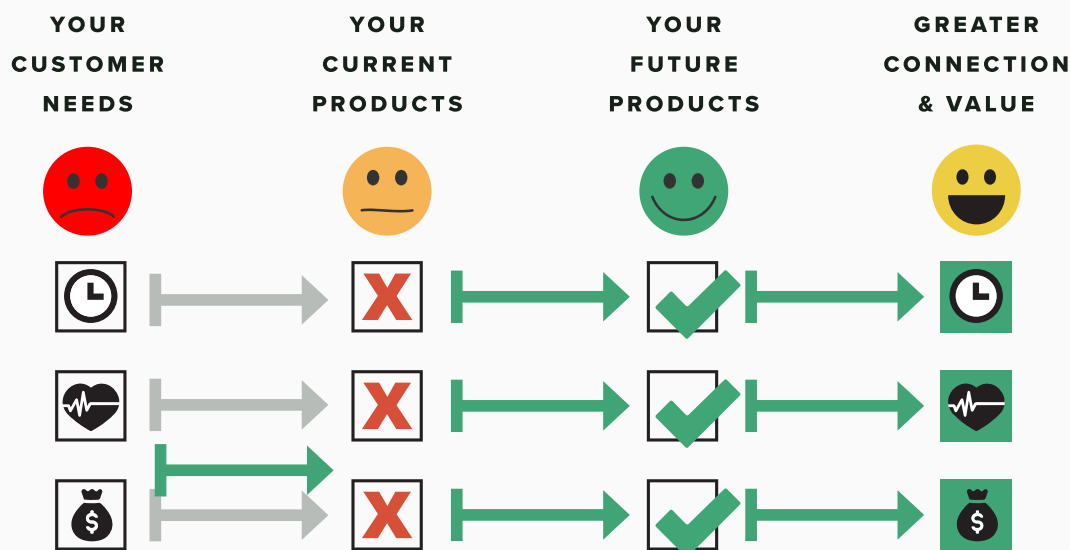 YOUR
CUSTOMER
NEEDS
YOUR
CURRENT
PRODUCTS
YOUR
FUTURE
PRODUCTS
GREATER
CONNECTION
& VALUE
X
X
$
X
$